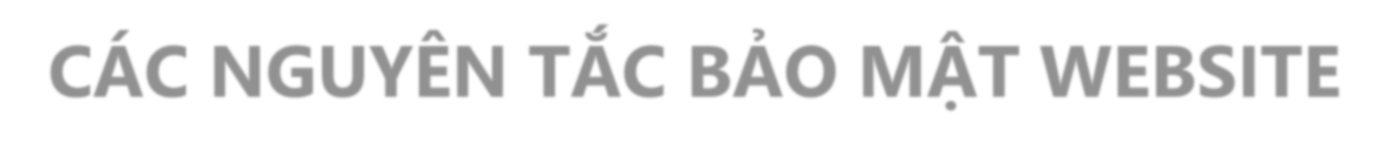 CÁC NGUYÊN TẮC BẢO MẬT WEBSITE